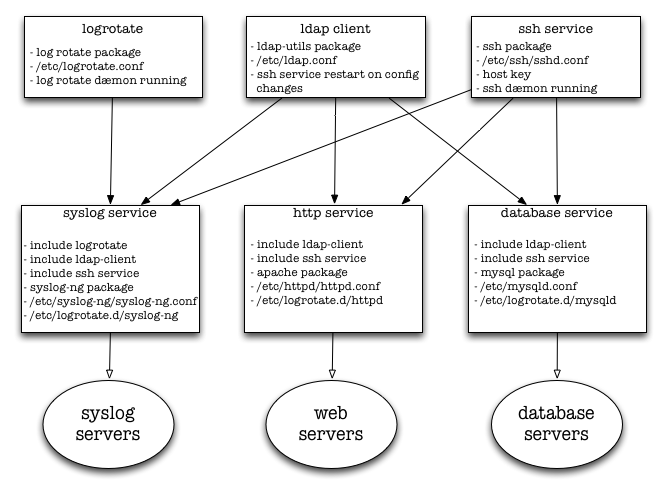 logrotate
- log rotate package
- /etc/logrotate.conf
- log rotate dæmon running
ldap client
- ldap-utils package
- /etc/ldap.conf
- ssh service restart on config
changes
ssh service
- ssh package
- /etc/ssh/sshd.conf
- host key
- ssh dæmon running
syslog service
- include logrotate
- include ldap-client
- include ssh service
- syslog-ng package
- /etc/syslog-ng/syslog-ng.conf
- /etc/logrotate.d/syslog-ng
http service
- include ldap-client
- include ssh service
- apache package
- /etc/httpd/httpd.conf
- /etc/logrotate.d/httpd
database service
- include ldap-client
- include ssh service
- mysql package
- /etc/mysqld.conf
- /etc/logrotate.d/mysqld
syslog
servers
web
servers
database
servers